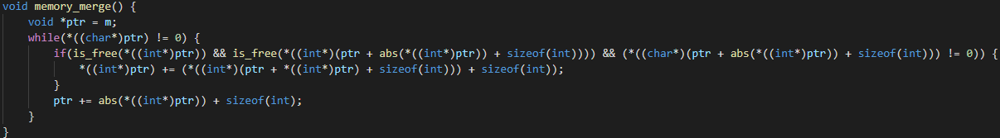 void memory_merge() {
    void *ptr = m;
    while(*((char*)ptr) != 0) {
        if(is_free(*((int*)ptr)) && is_free(*((int*)(ptr + abs(*((int*)ptr)) + sizeof(int)))) && (*((char*)(ptr + abs(*((int*)ptr)) + sizeof(int))) != 0)) {
            *((int*)ptr) += (*((int*)(ptr + *((int*)ptr) + sizeof(int))) + sizeof(int));
        }
        ptr += abs(*((int*)ptr)) + sizeof(int);
    }
}